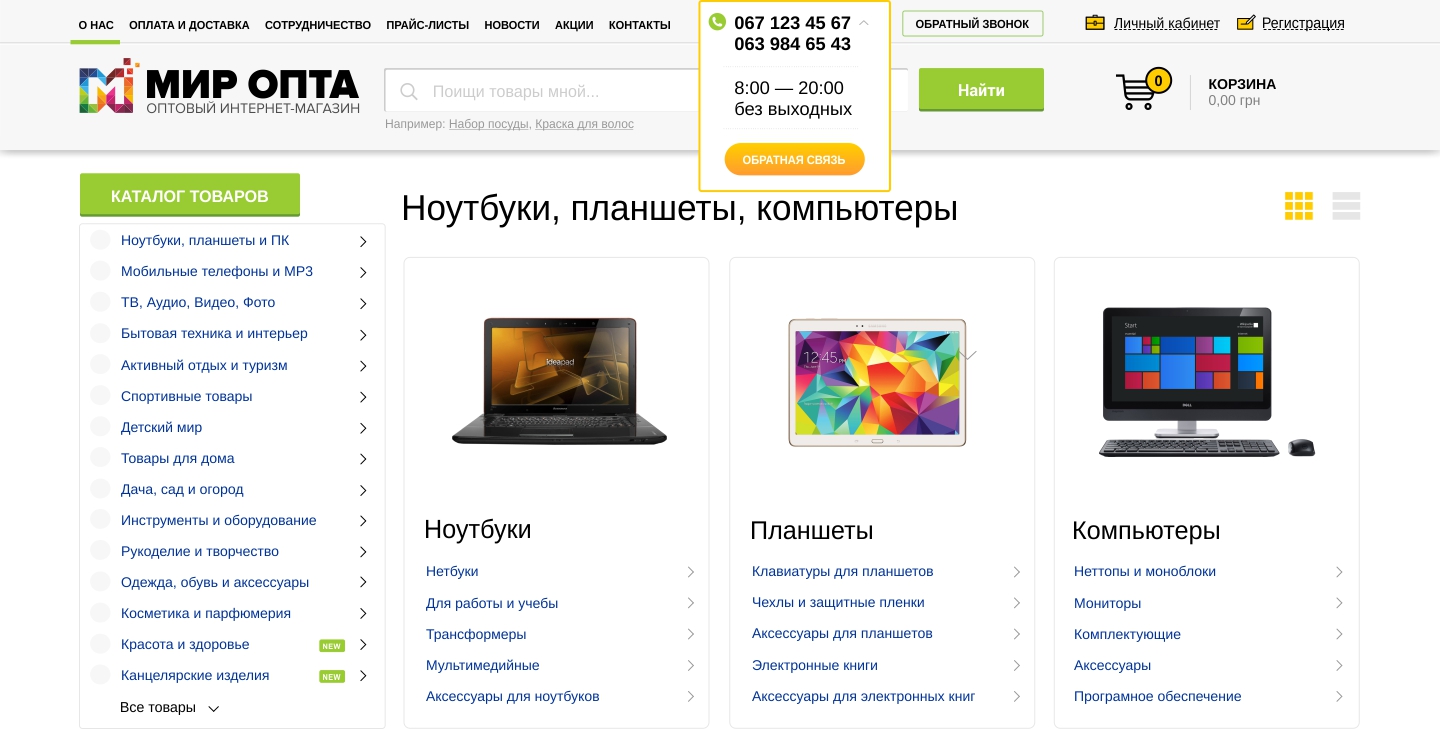 О НАС
ОПЛАТА И ДОСТАВКА
СОТРУДНИЧЕСТВО
ПРАЙС-ЛИСТЫ
НОВОСТИ
АКЦИИ
КОНТАКТЫ
067 123 45 67
063 984 65 43
8:00 — 20:00
без выходных
ОБРАТНАЯ СВЯЗЬ
ОБРАТНЫЙ ЗВОНОК
Личный кабинет
Регистрация
МИР ОПТА
ОПТОВЫЙ ИНТЕРНЕТ-МАГАЗИН
Поищи товары мной...
Найти
Например: Набор посуды, Краска для волос
0
КОРЗИНА
0,00 грн
КАТАЛОГ ТОВАРОВ
Ноутбуки, планшеты и ПК
Мобильные телефоны и MP3
ТВ, Аудио, Видео, Фото
Бытовая техника и интерьер
Активный отдых и туризм
Спортивные товары
Детский мир
Товары для дома
Дача, сад и огород
Инструменты и оборудование
Рукоделие и творчество
Одежда, обувь и аксессуары
Косметика и парфюмерия
Красота и здоровье NEW
Канцелярские изделия NEW
Все товары
Ноутбуки, планшеты, компьютеры
ideapad
Ноутбуки
Нетбуки
Для работы и учебы
Трансформеры
Мультимедийные
Аксессуары для ноутбуков
12:45
Планшеты
Клавиатуры для планшетов
Чехлы и защитные пленки
Аксессуары для планшетов
Электронные книги
Аксессуары для электронных книг
Start
DELL
Компьютеры
Неттопы и моноблоки
Мониторы
Комплектующие
Аксессуары
Програмное обеспечение